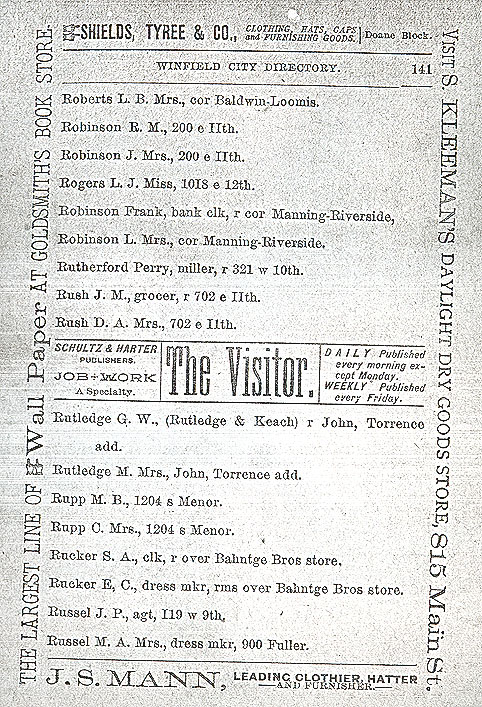 SHIELDS, TYREE & CO., CLOTHING, HATS, CAPS and FURNISHING GOODS. Doane Block.
WINFIELD CITY DIRECTORY. 141
Roberts L. B. Mrs., cor Baldwin-Loomis.
Robinson R. M., 200 e 11th.
Robinson J. Mrs., 200 e 11th.
Rogers L. J. Miss, 1018 e 12th.
Robinson Frank, bank clk, r cor Manning-Riverside,
Robinson L. Mrs., cor Manning-Riverside.
Rutherford Perry, miller, r 321 w 10th.
Rush J. M., grocer, r 702 e 11th.
Rush D. A. Mrs., 702 e 11th.
SCHULTZ & HARTER
PUBLISHERS.
JOB÷WORK
A Specialty.
The Visitor.
DAILY Published
every morning ex-
cept Monday.
WEEKLY Published
every Friday.
Rutledge G. W., (Rutledge & Keach) r John, Torrence
add.
Rutledge M. Mrs., John, Torrence add.
Rupp M. B., 1204 s Menor.
Rupp C. Mrs., 1204 s Menor.
Rucker S. A., clk, r over Bahntge Bros store.
Rucker E, C., dress mkr, rms over Bahntge Bros store.
Russel J. P., agt, 119 w 9th.
Russel M. A. Mrs., dress mkr, 900 Fuller.
J. S. MANN, LEADING CLOTHIER, HATTER
—AND FURNISHER.—
THE LARGEST LINE OF Wall Paper AT GOLDSMITH'S BOOK STORE.
Visit S. KLEEMAN'S DAYLIGHT DRY GOODS STORE, 815 Main St.